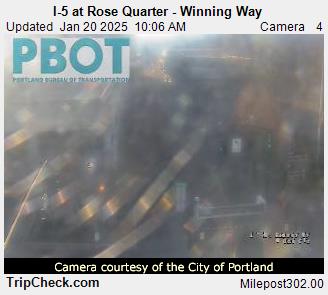 I-5 at Rose Quarter - Winning Way
Updated Jan 20 2025 10:06 AM Camera 4
PBOT
PORTLAND BUREAU OF TRANSPORTATION
Camera courtesy of the City of Portland
TripCheck.com Milepost302.00